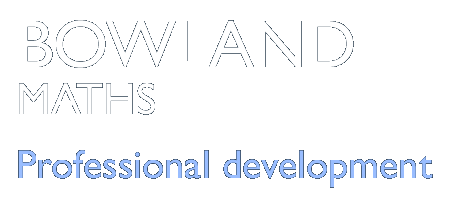 BOWLAND
MATHS
Professional development